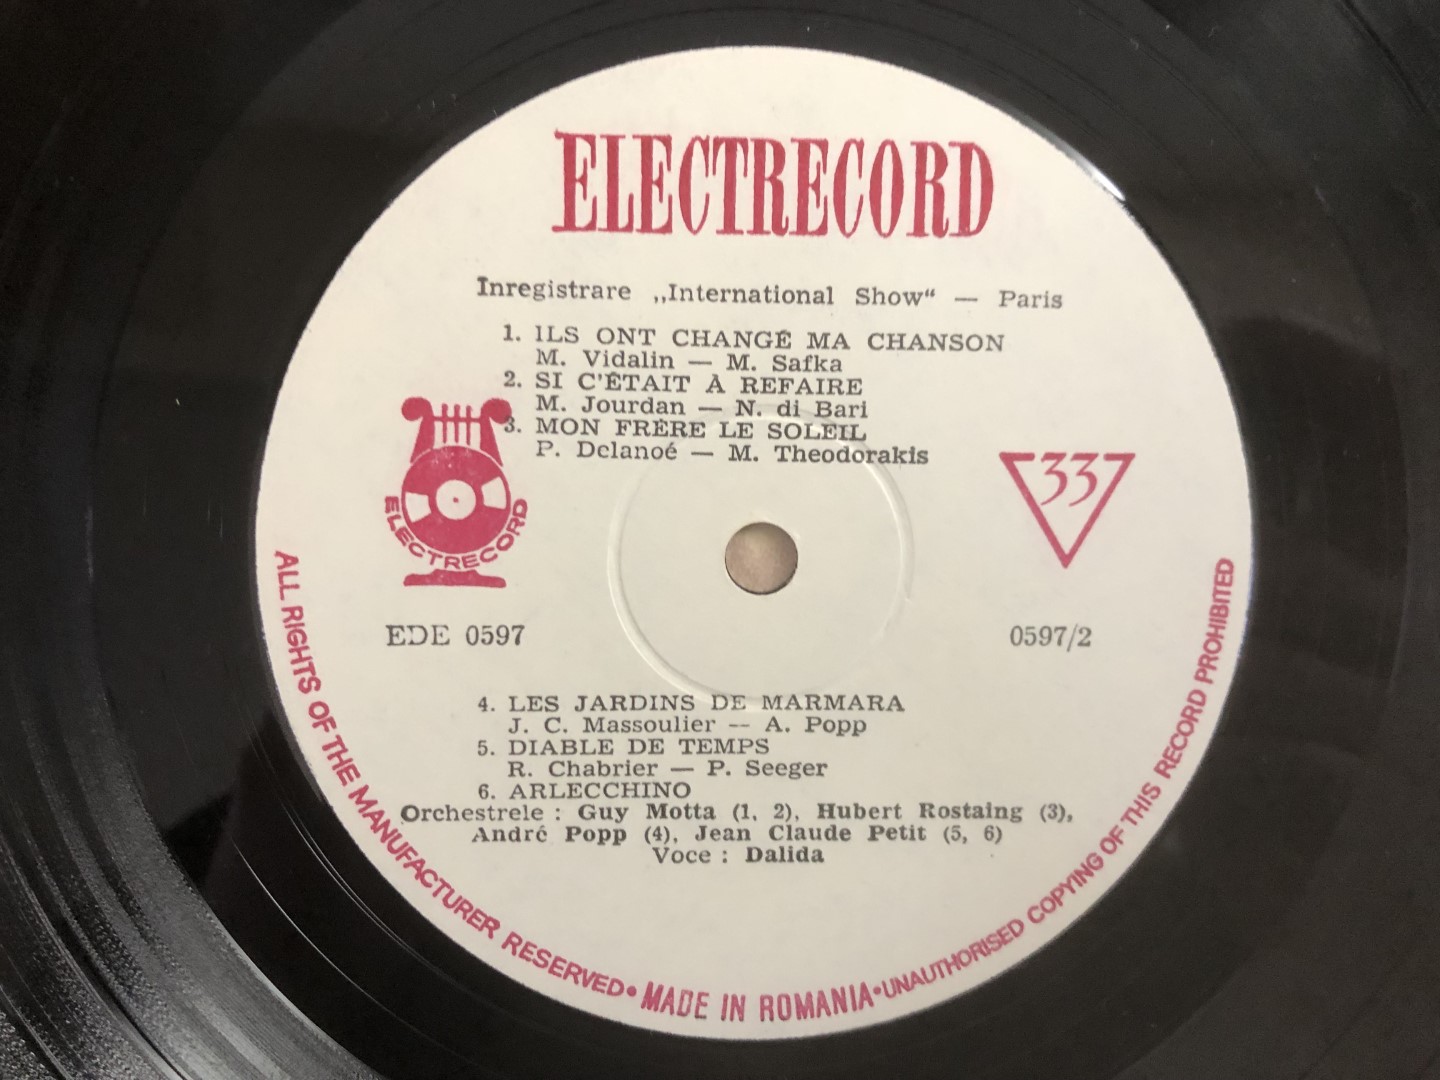 ELECTRECORD
Inregistrare „International Show“ — Paris
1. ILS ONT CHANGÉ MA CHANSON
M. Vidalin — M. Safka
2. SI C'ÉTAIT À REFAIRE
M. Jourdan — N. di Bari
3. MON FRÈRE LE SOLEIL
P. Delanoé — M. Theodorakis
33
ELECTRECORD
EDE 0597
0597/2
4. LES JARDINS DE MARMARA
J. C. Massoulier — A. Popp
5. DIABLE DE TEMPS
R. Chabrier — P. Seeger
6. ARLECCHINO
Orchestrele : Guy Motta (1, 2), Hubert Rostaing (3),
André Popp (4), Jean Claude Petit (5, 6)
Voce : Dalida
ALL RIGHTS OF THE MANUFACTURER RESERVED • MADE IN ROMANIA • UNAUTHORISED COPYING OF THIS RECORD PROHIBITED